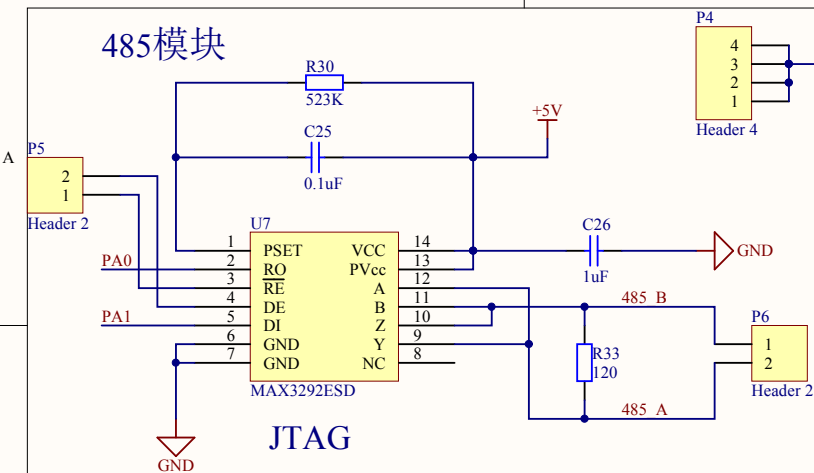 485模块
P4
4
3
2
1
Header 4
R30
523K
C25
0.1uF
+5V
A
P5
2
1
Header 2
U7
1 PSET VCC 14
PA0 2 RO PVcc 13
3 RE A 12
4 DE B 11
PA1 5 DI Z 10
6 GND Y 9
7 GND NC 8
MAX3292ESD
C26
1uF
GND
485_B
R33
120
485_A
P6
1
2
Header 2
GND
JTAG